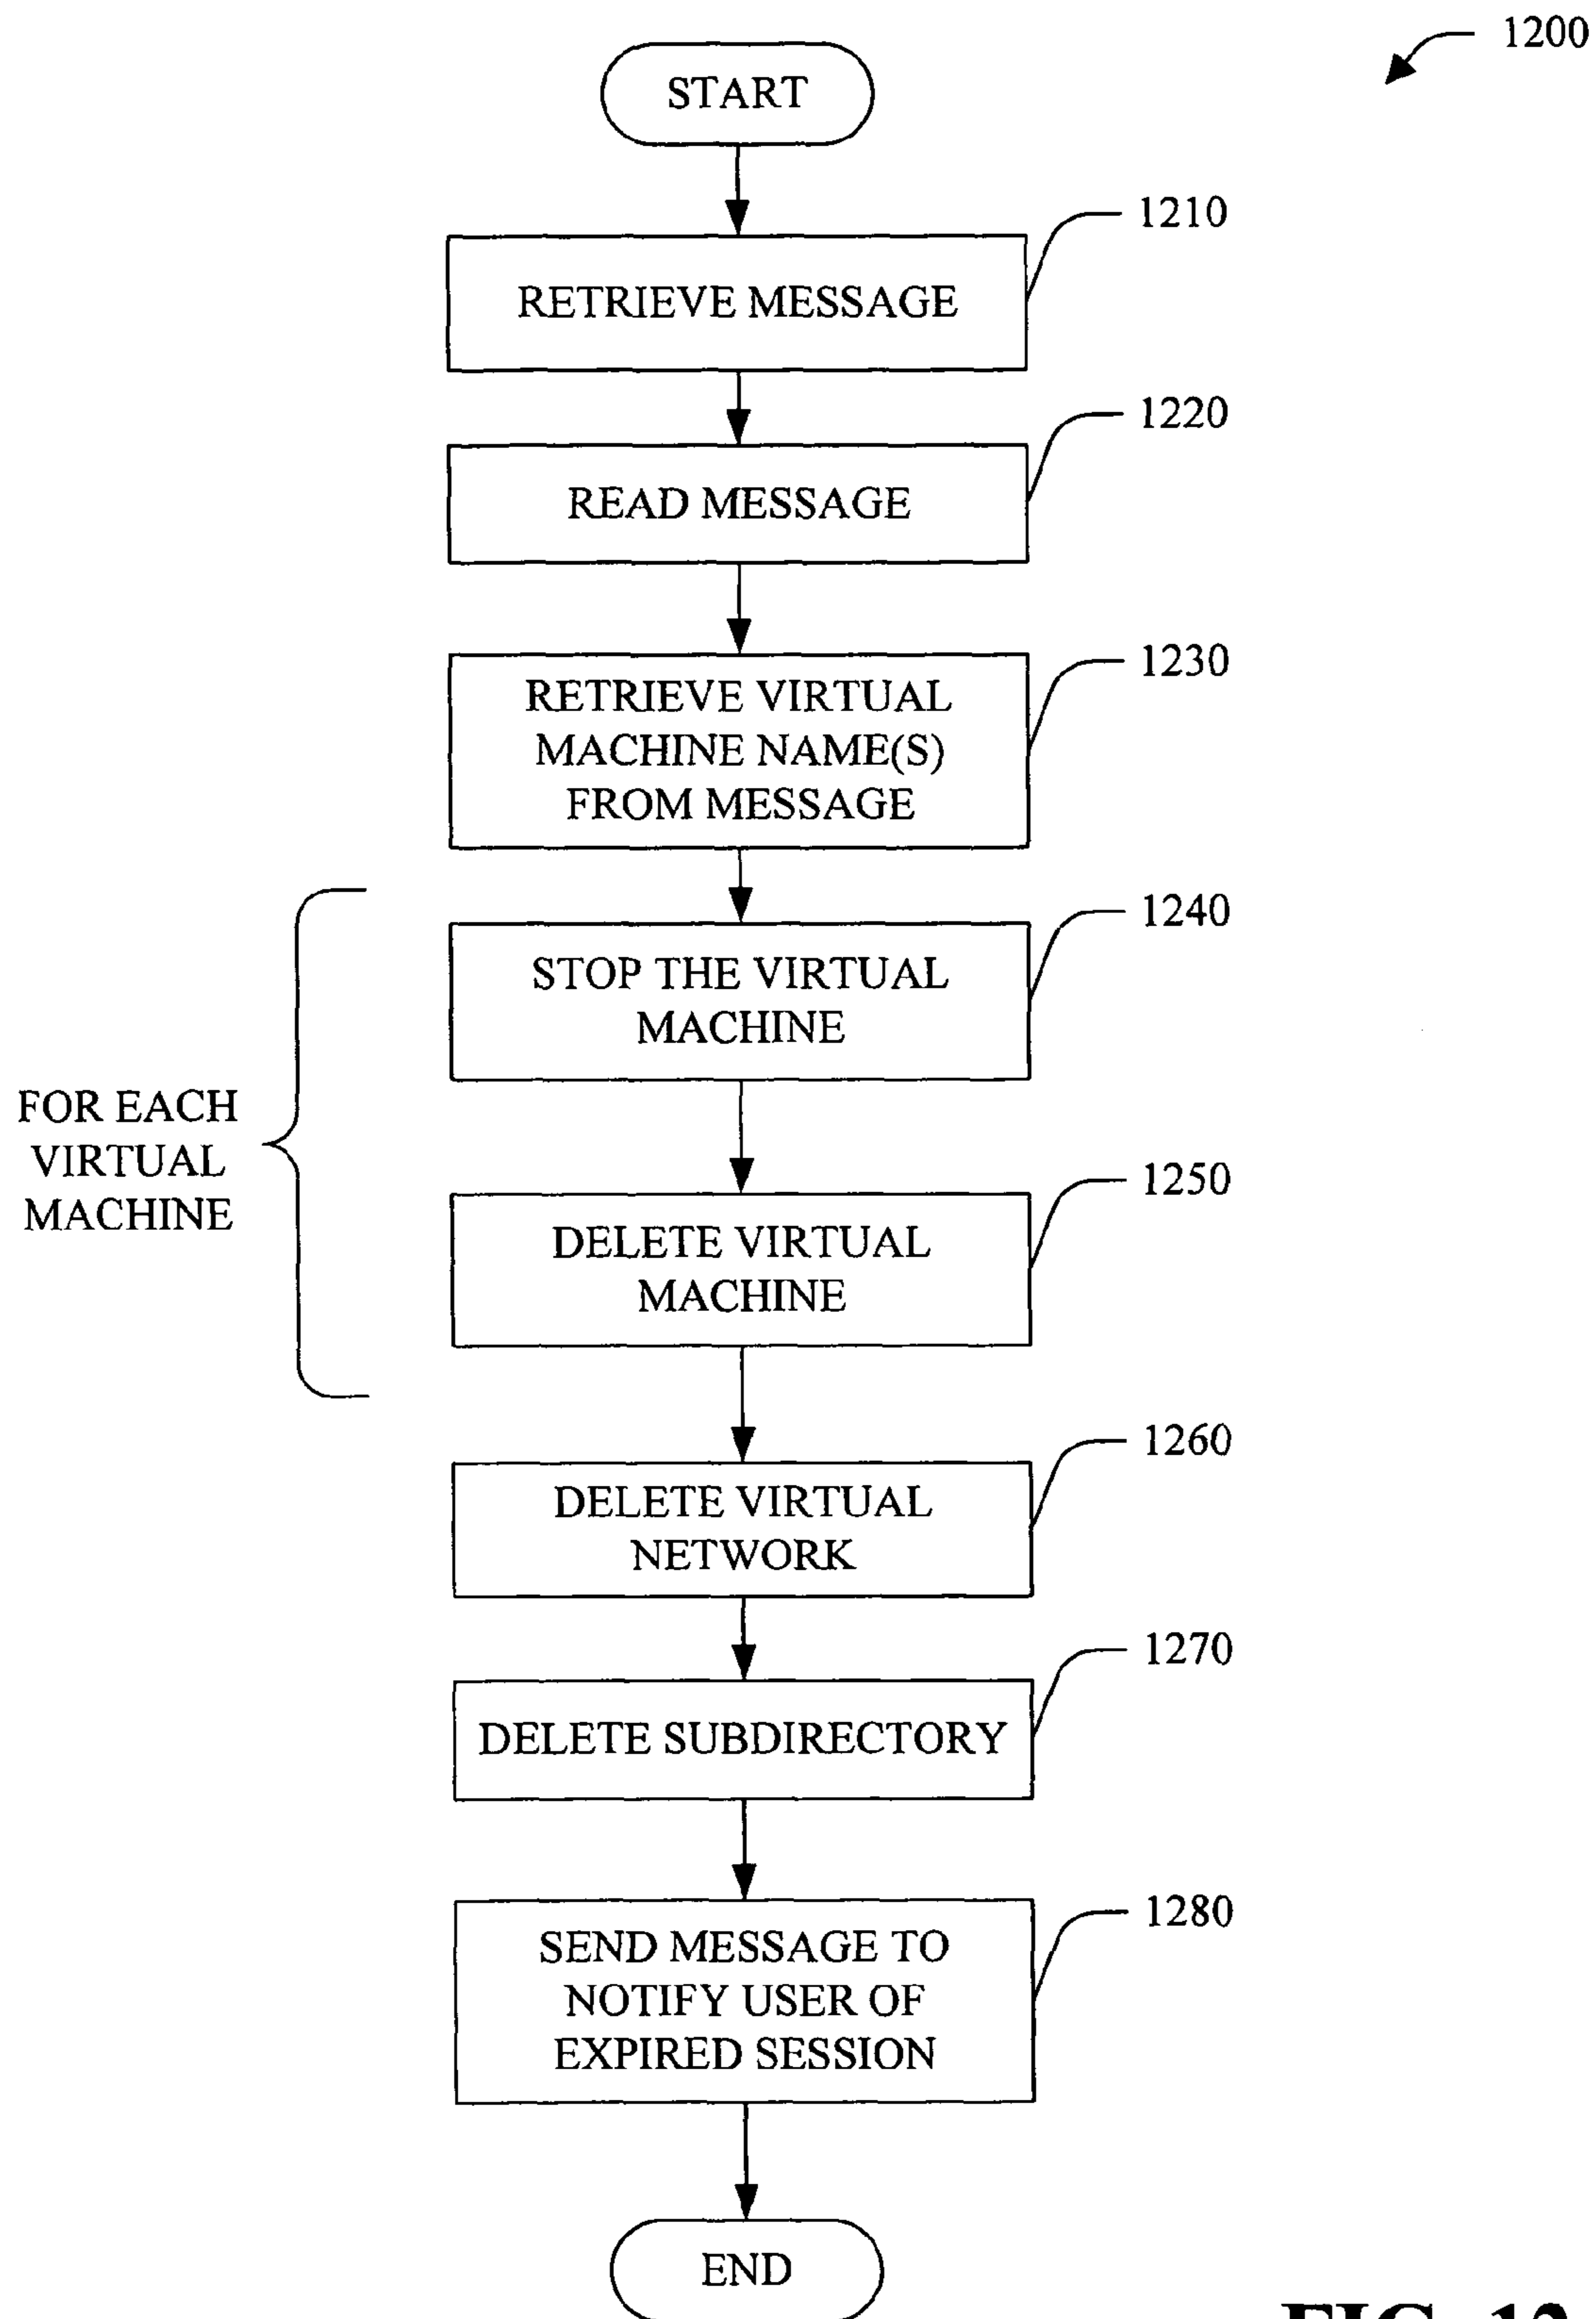 1200
START
1210
RETRIEVE MESSAGE
1220
READ MESSAGE
1230
RETRIEVE VIRTUAL
MACHINE NAME(S)
FROM MESSAGE
1240
STOP THE VIRTUAL
MACHINE
FOR EACH
VIRTUAL
MACHINE
1250
DELETE VIRTUAL
MACHINE
1260
DELETE VIRTUAL
NETWORK
1270
DELETE SUBDIRECTORY
1280
SEND MESSAGE TO
NOTIFY USER OF
EXPIRED SESSION
END